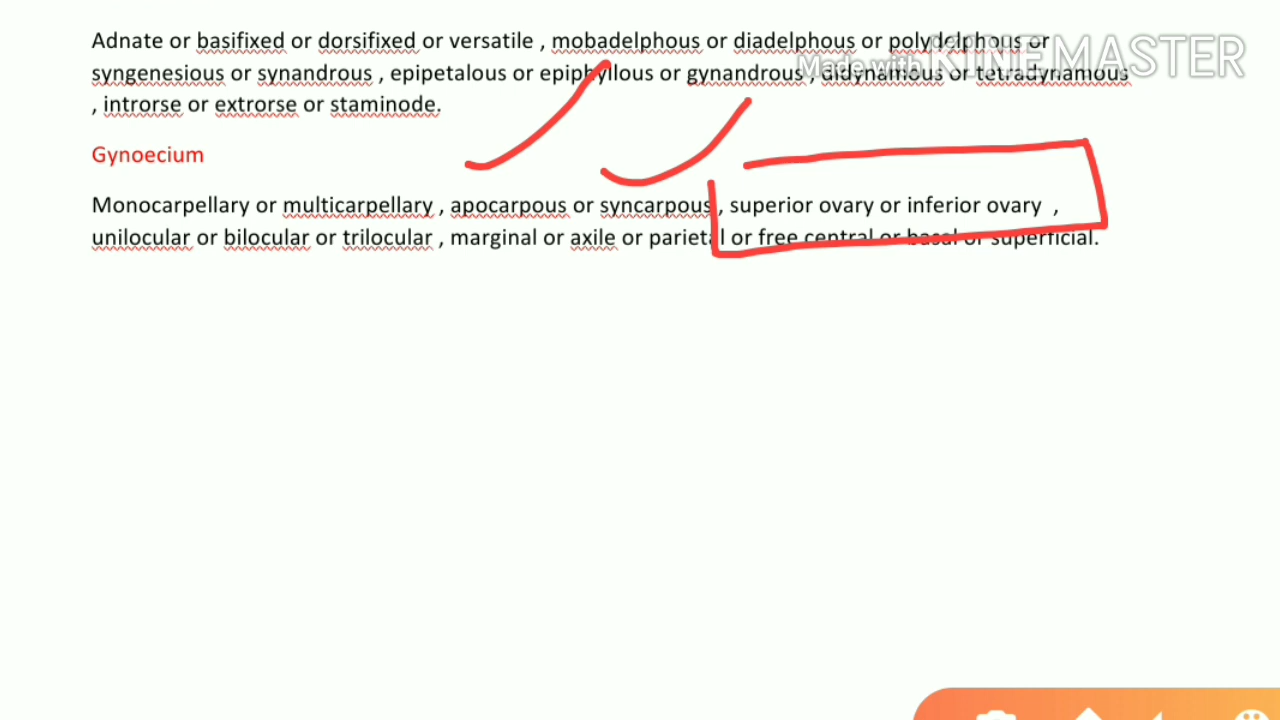 Adnate or basifixed or dorsifixed or versatile , mobadelphous or diadelphous or polydelphous or
Made with KINEMASTER
syngenesious or synandrous , epipetalous or epiphyllous or gynandrous , didynamous or tetradynamous
, introrse or extrorse or staminode.
Gynoecium
Monocarpellary or multicarpellary , apocarpous or syncarpous , superior ovary or inferior ovary ,
unilocular or bilocular or trilocular , marginal or axile or parietal or free central or basal or superficial.